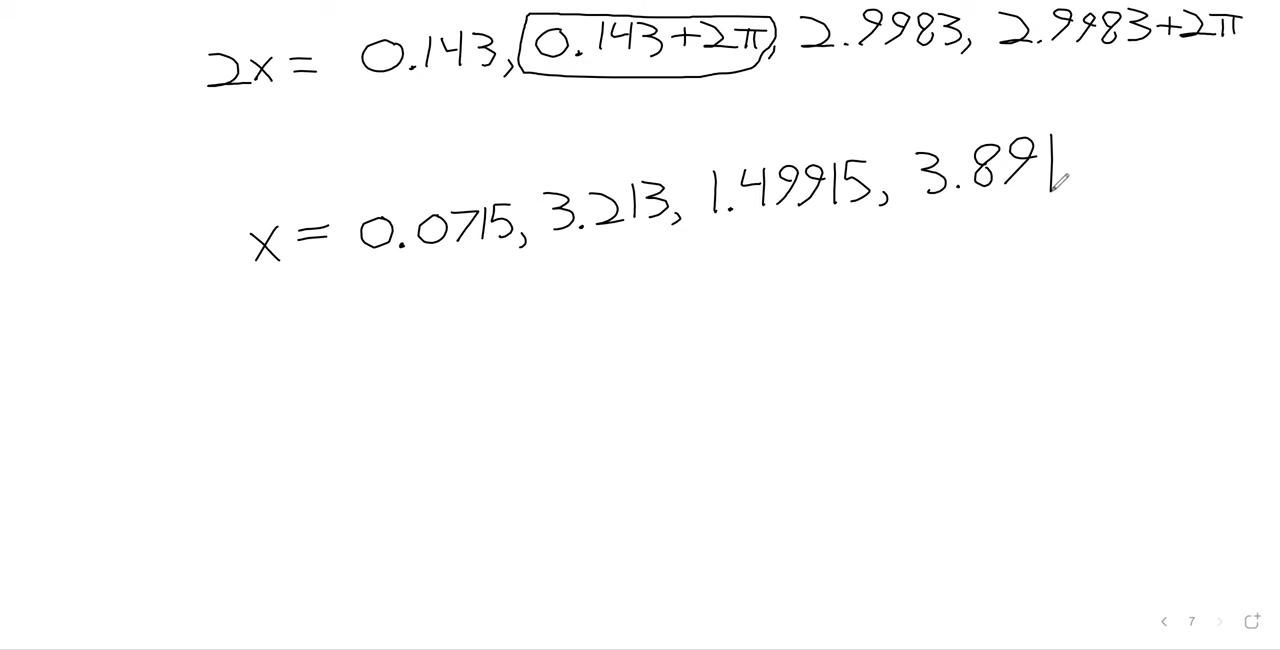 2x = 0.143, 0.143+2π, 2.9983, 2.9983+2π
x = 0.0715, 3.213, 1.49915, 3.891
7